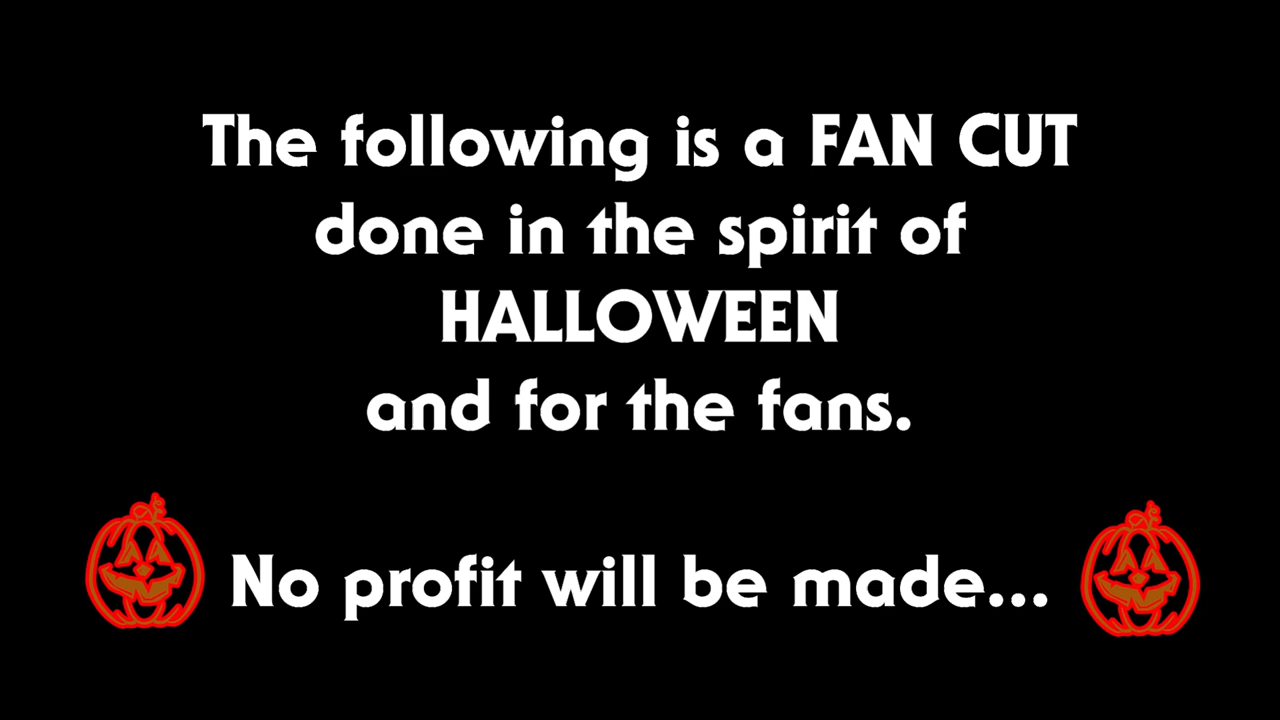 The following is a FAN CUT
done in the spirit of
HALLOWEEN
and for the fans.
No profit will be made...